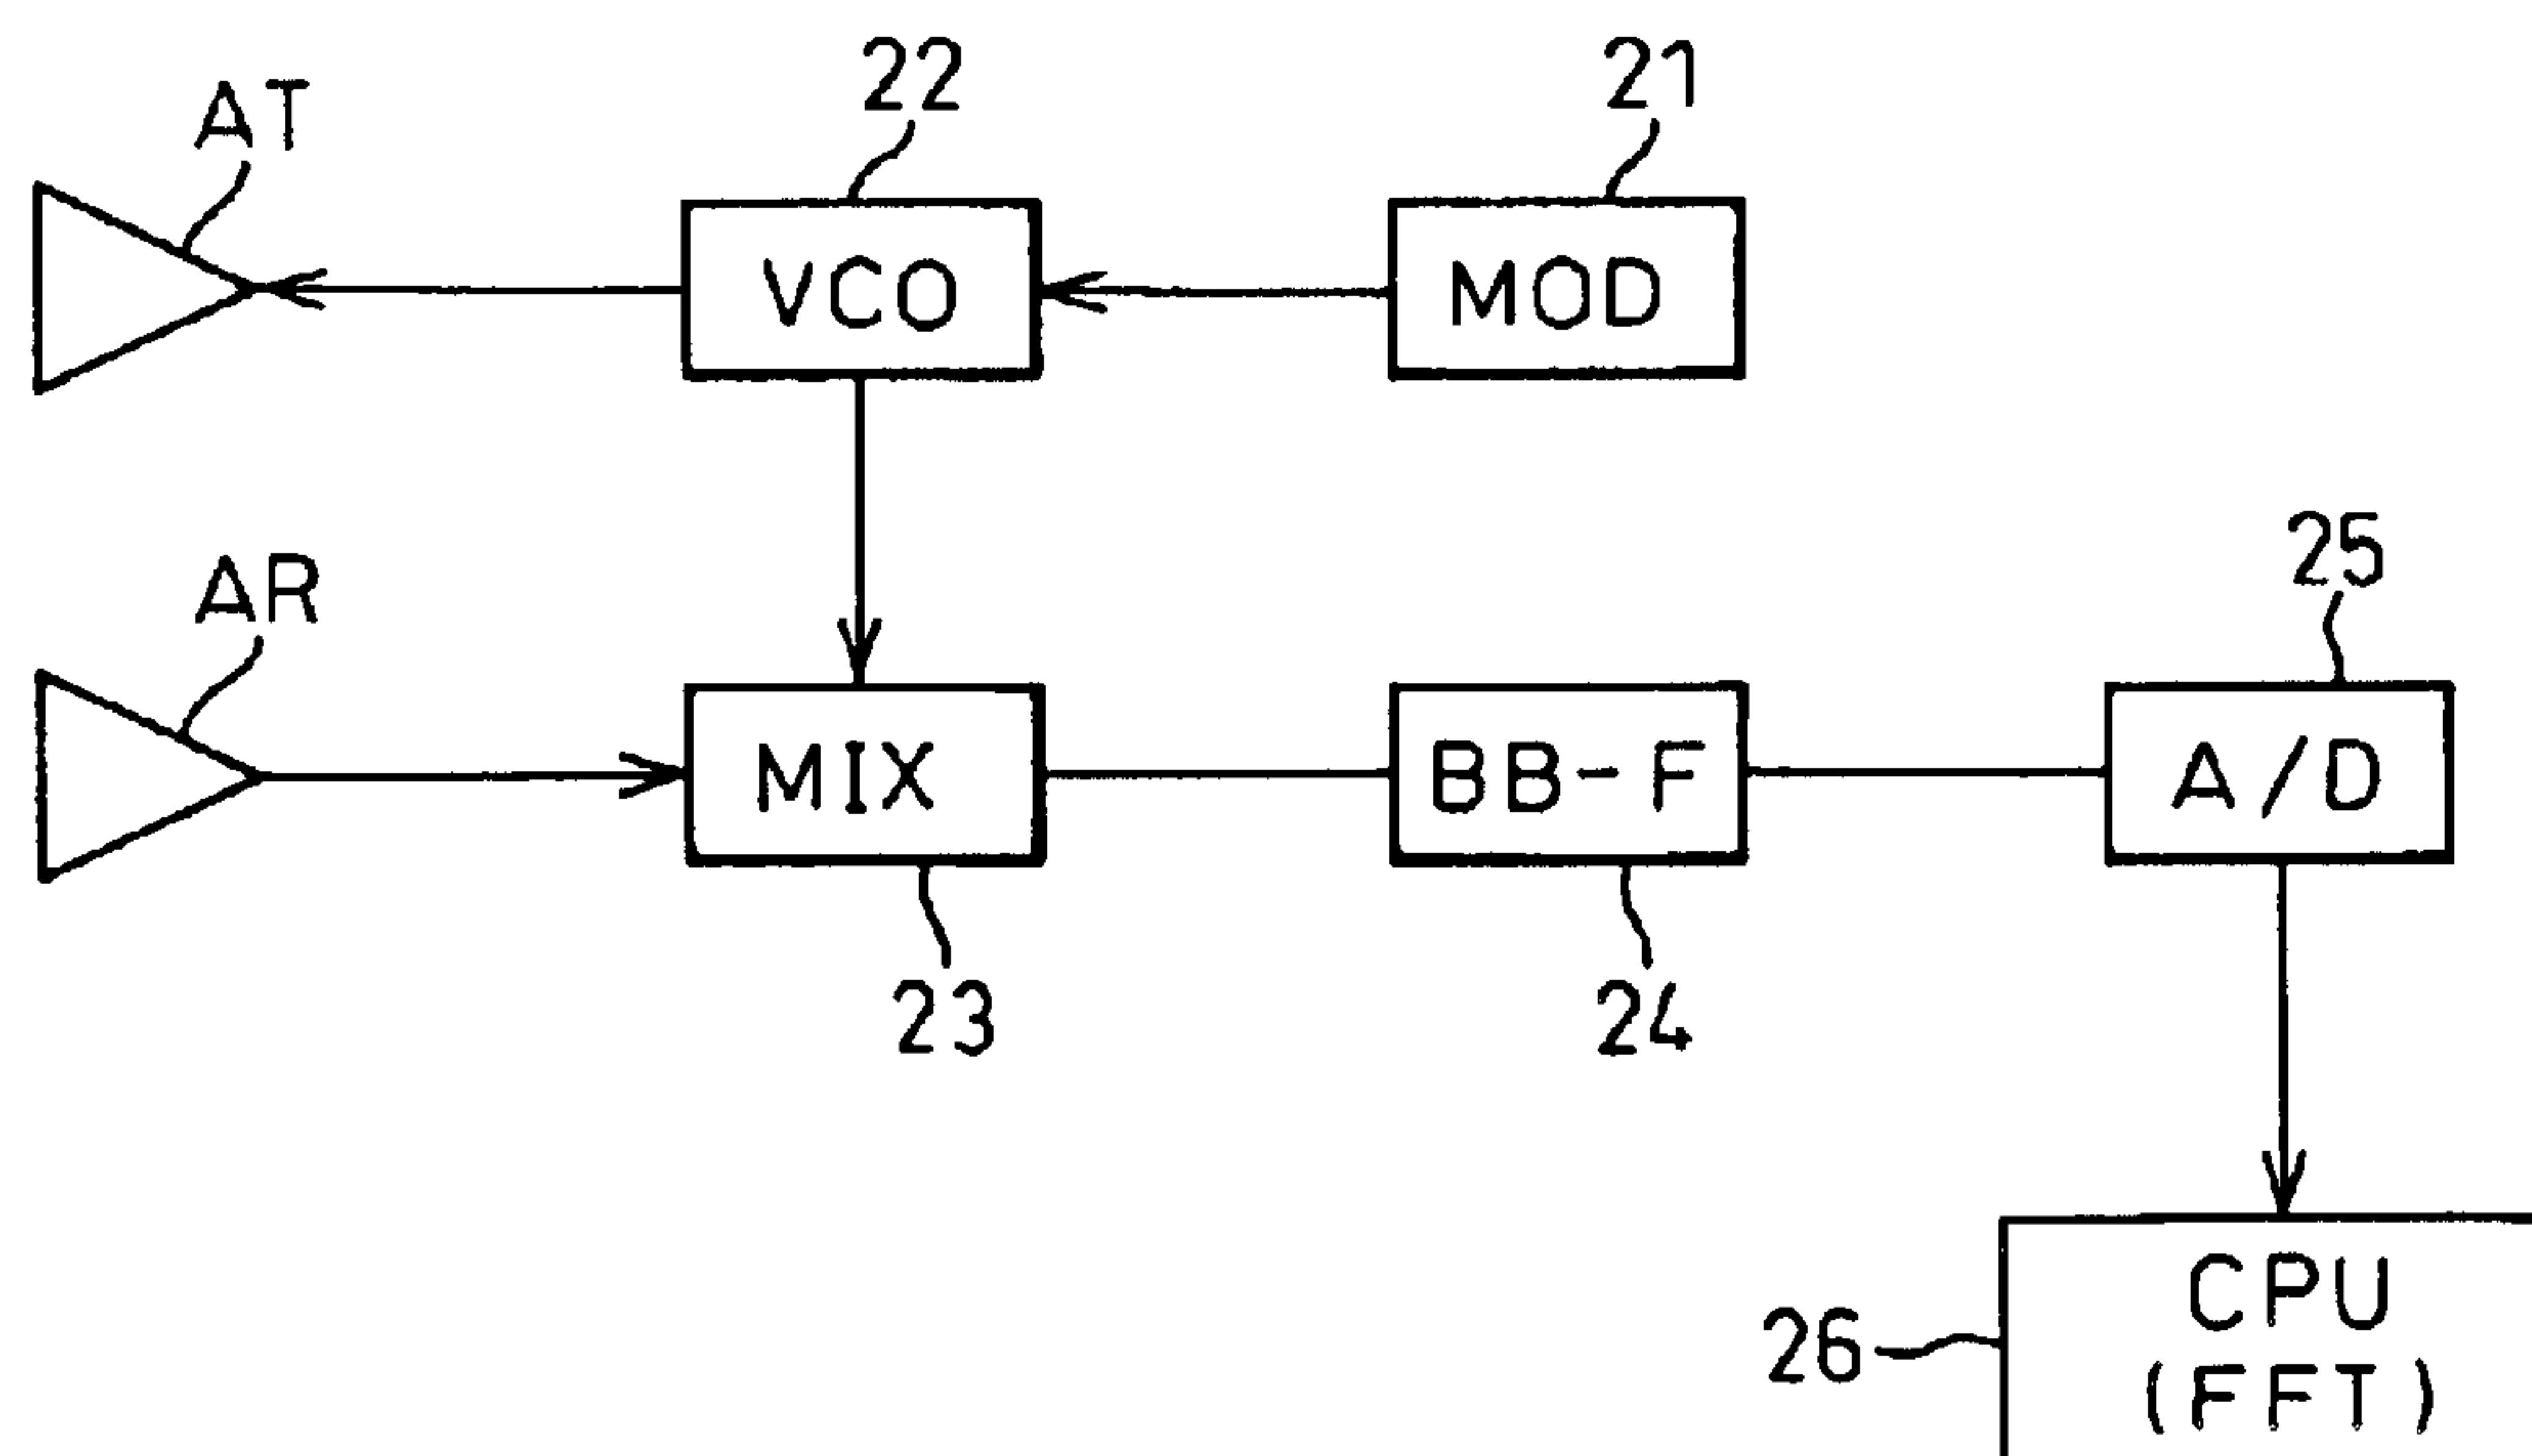 22
21
AT
VCO
MOD
25
AR
MIX
BB-F
A/D
23
24
CPU
26
(FFT)